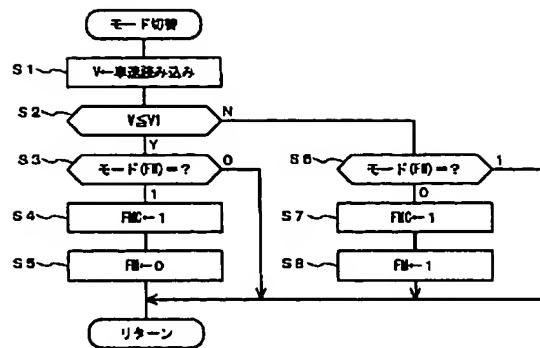 モード切替
S1
V←車速読み込み
S2
V≦V1
N
Y
S3
モード(FM)=?
0
S6
モード(FM)=?
1
1
0
S4
FMC←1
S7
FMC←1
S5
FM←0
S8
FM←1
リターン